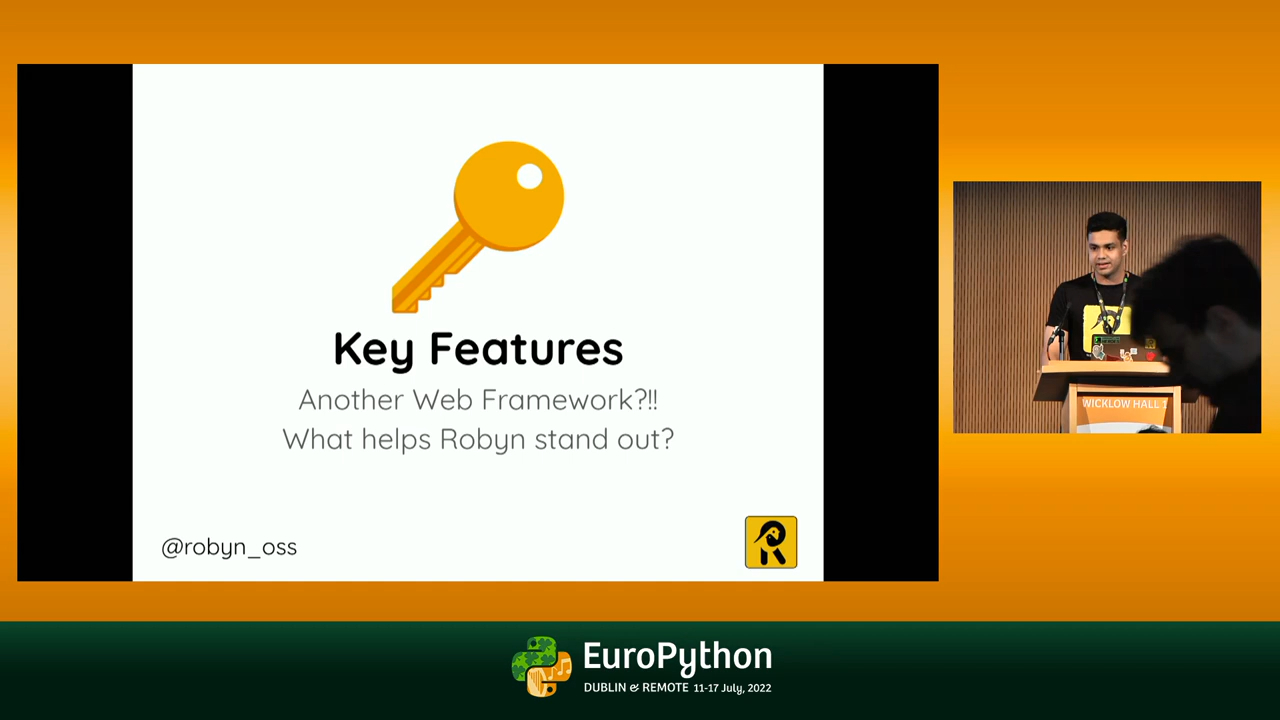 Key Features
Another Web Framework?!!
What helps Robyn stand out?
@robyn_oss
R
WICKLOW HALL 1
EuroPython
DUBLIN & REMOTE 11-17 July, 2022